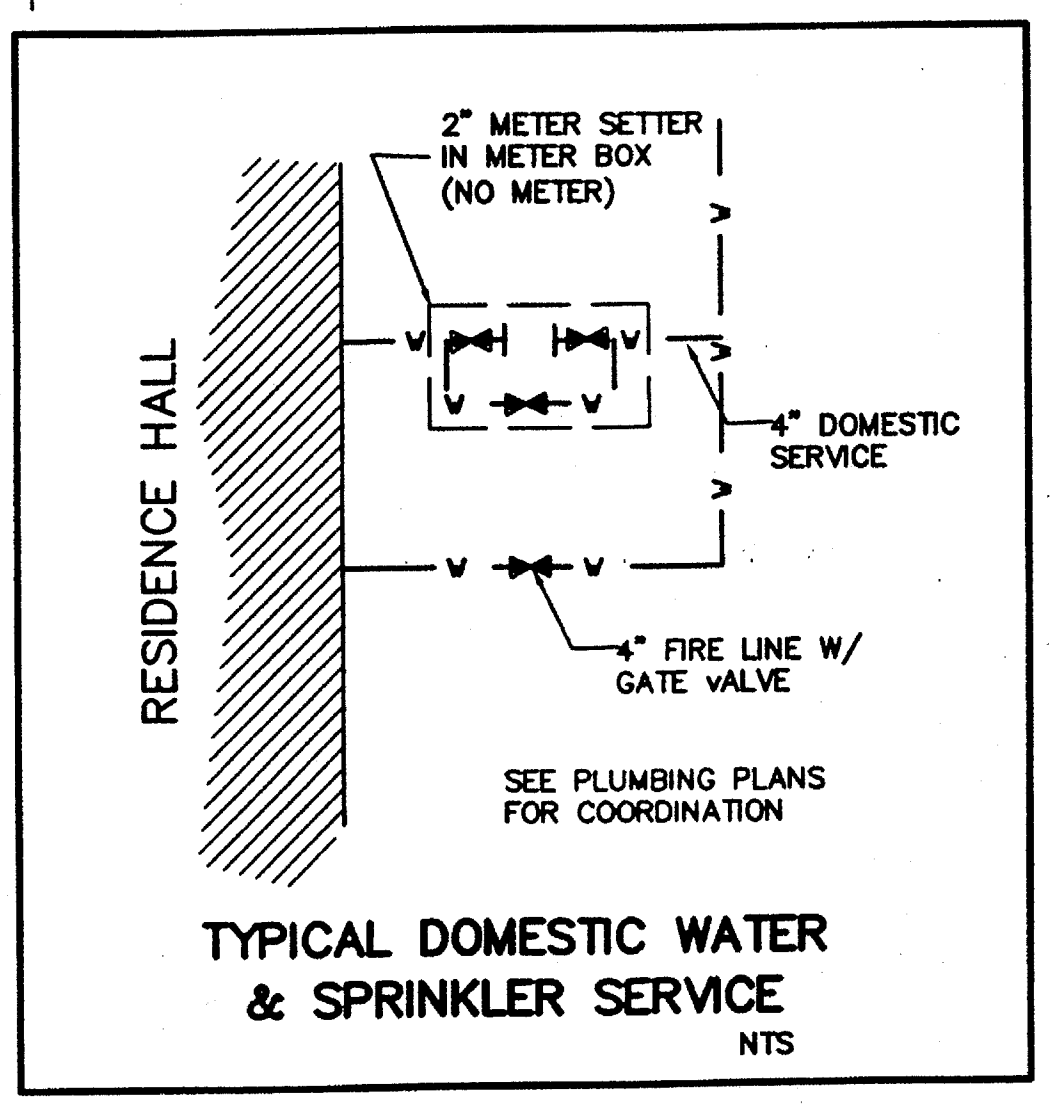 2" METER SETTER
IN METER BOX
(NO METER)
W
W
W
W
W
W
W
W
W
W
4" DOMESTIC
SERVICE
RESIDENCE HALL
4" FIRE LINE W/
GATE vALVE
SEE PLUMBING PLANS
FOR COORDINATION
TYPICAL DOMESTIC WATER
& SPRINKLER SERVICE
NTS